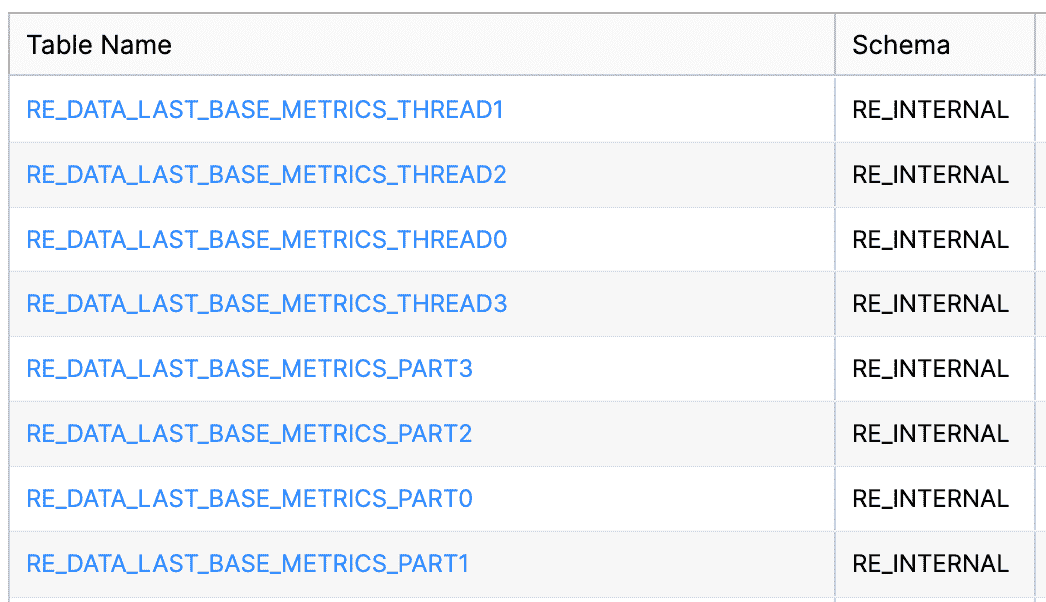 Table Name Schema
RE_DATA_LAST_BASE_METRICS_THREAD1 RE_INTERNAL
RE_DATA_LAST_BASE_METRICS_THREAD2 RE_INTERNAL
RE_DATA_LAST_BASE_METRICS_THREAD0 RE_INTERNAL
RE_DATA_LAST_BASE_METRICS_THREAD3 RE_INTERNAL
RE_DATA_LAST_BASE_METRICS_PART3 RE_INTERNAL
RE_DATA_LAST_BASE_METRICS_PART2 RE_INTERNAL
RE_DATA_LAST_BASE_METRICS_PART0 RE_INTERNAL
RE_DATA_LAST_BASE_METRICS_PART1 RE_INTERNAL